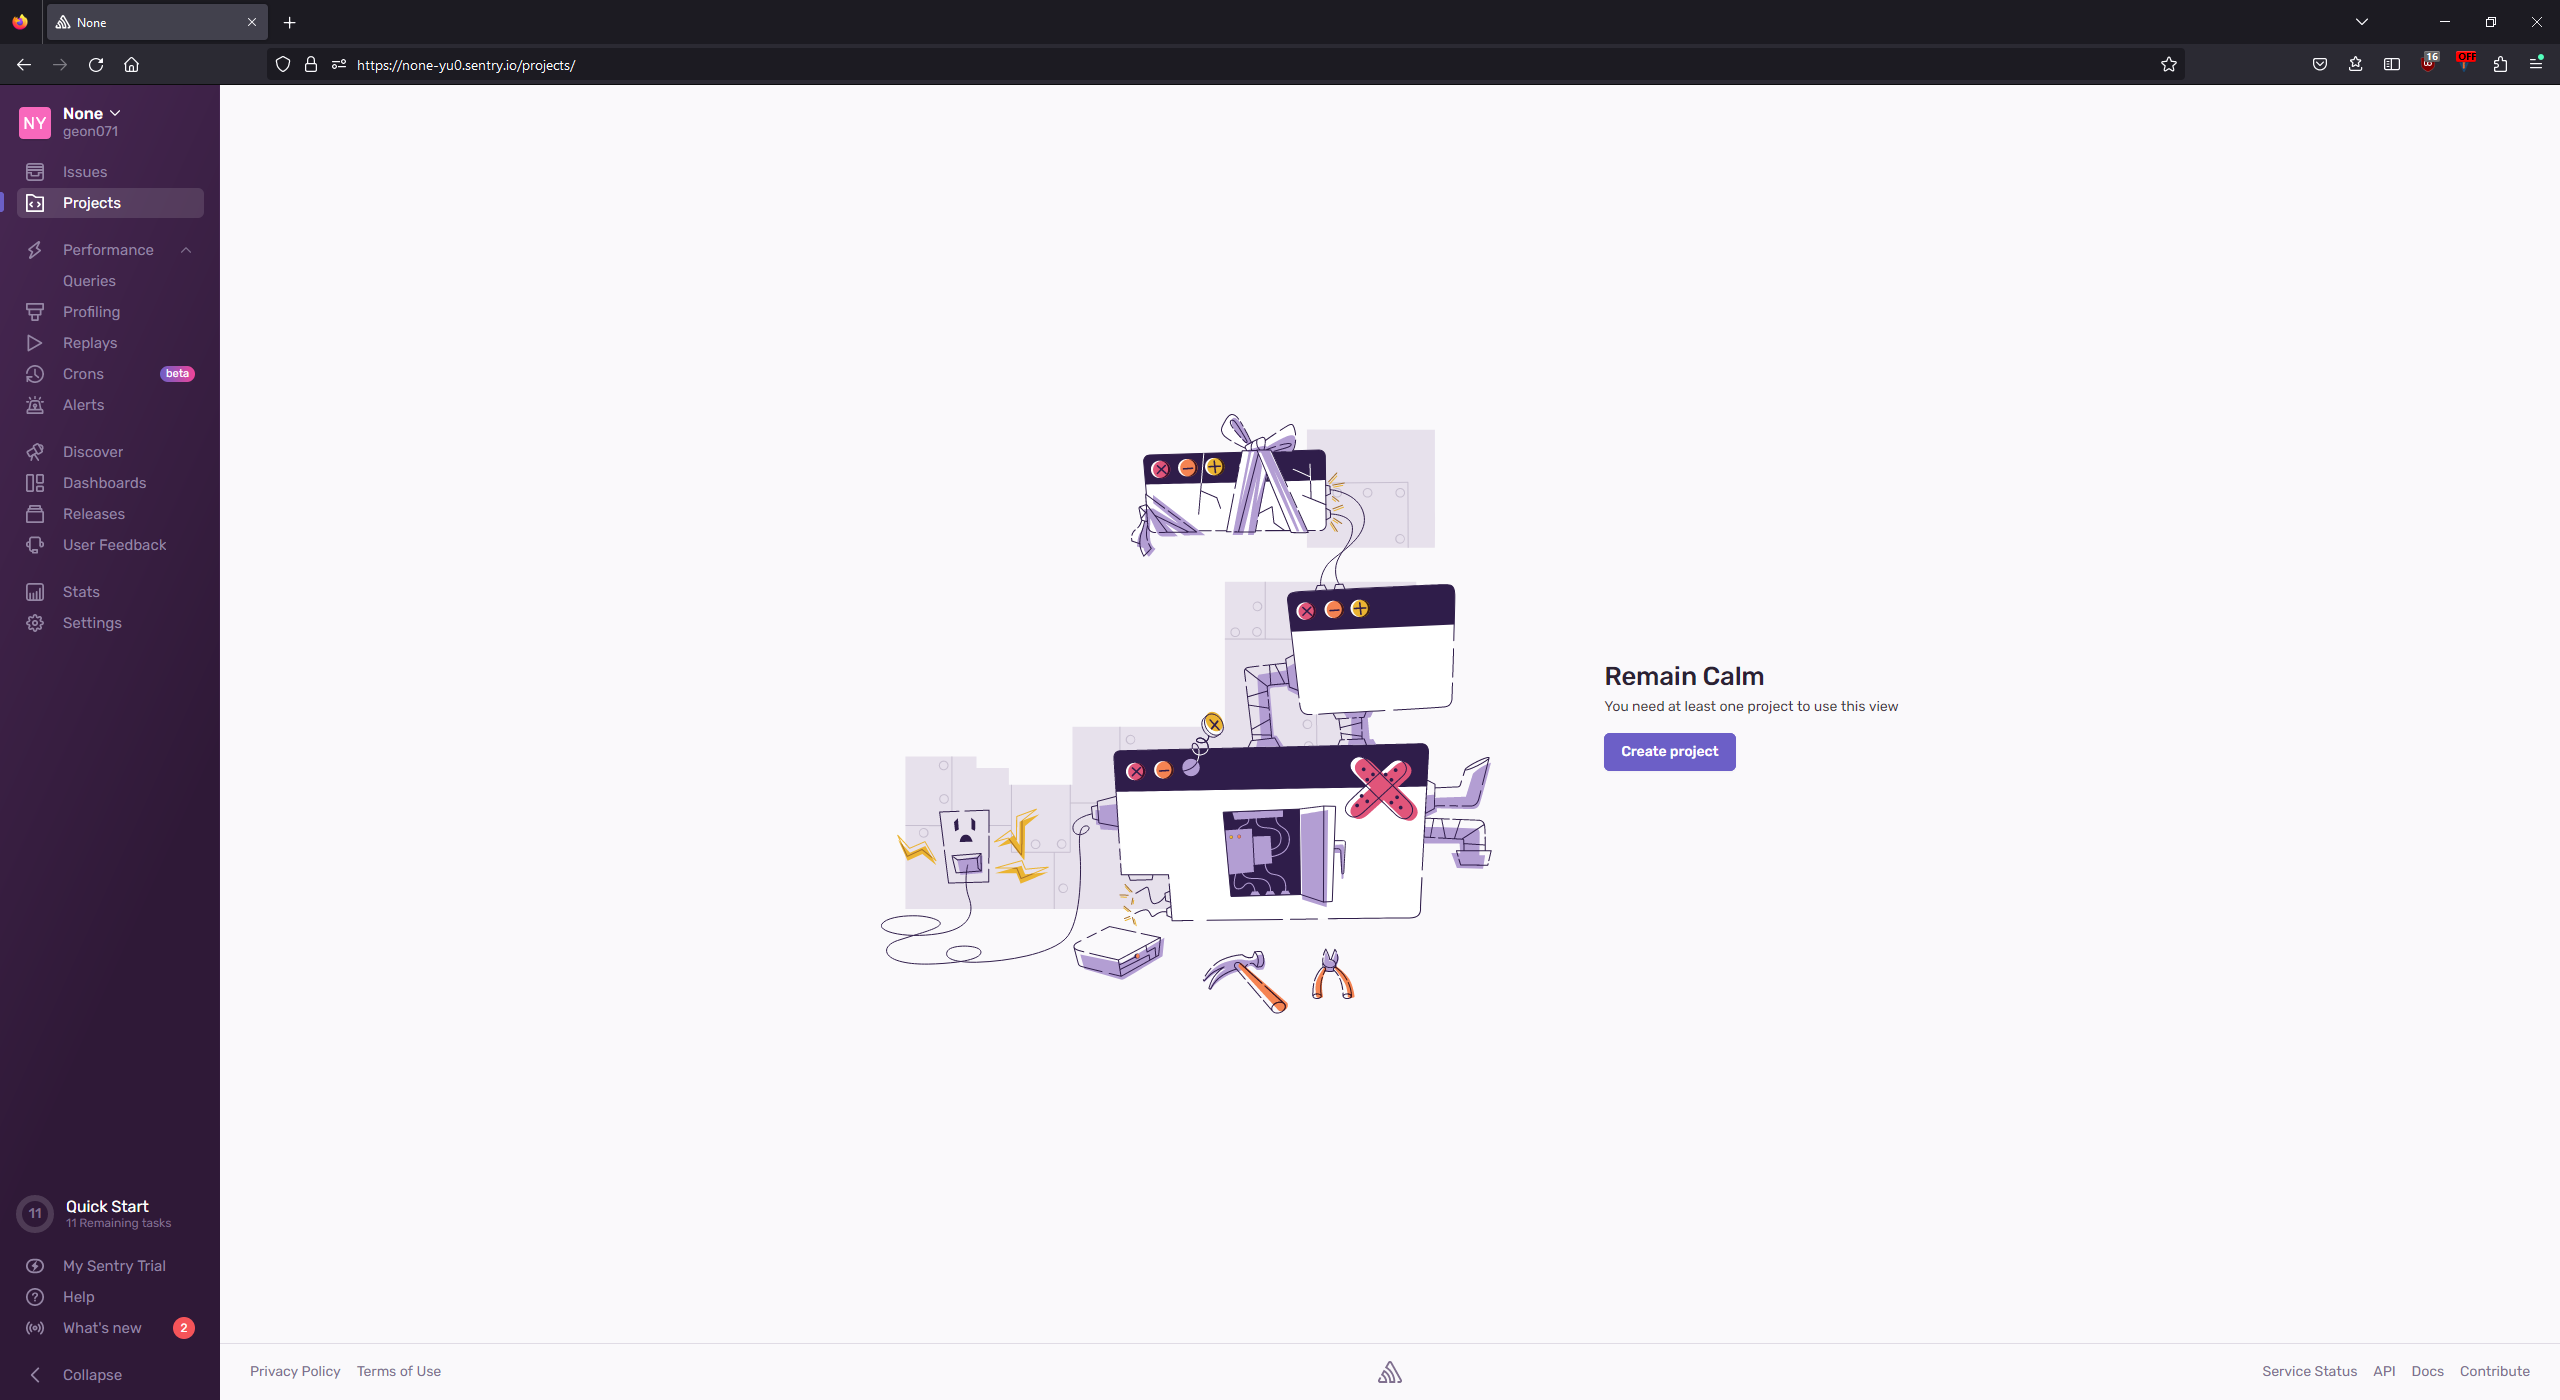 None
https://none-yu0.sentry.io/projects/
16
OFF
NY
None
geon071
Issues
Projects
Performance
Queries
Profiling
Replays
Crons
beta
Alerts
Discover
Dashboards
Releases
User Feedback
Stats
Settings
Remain Calm
You need at least one project to use this view
Create project
11
Quick Start
11 Remaining tasks
My Sentry Trial
Help
What's new
2
Collapse
Privacy Policy
Terms of Use
Service Status
API
Docs
Contribute